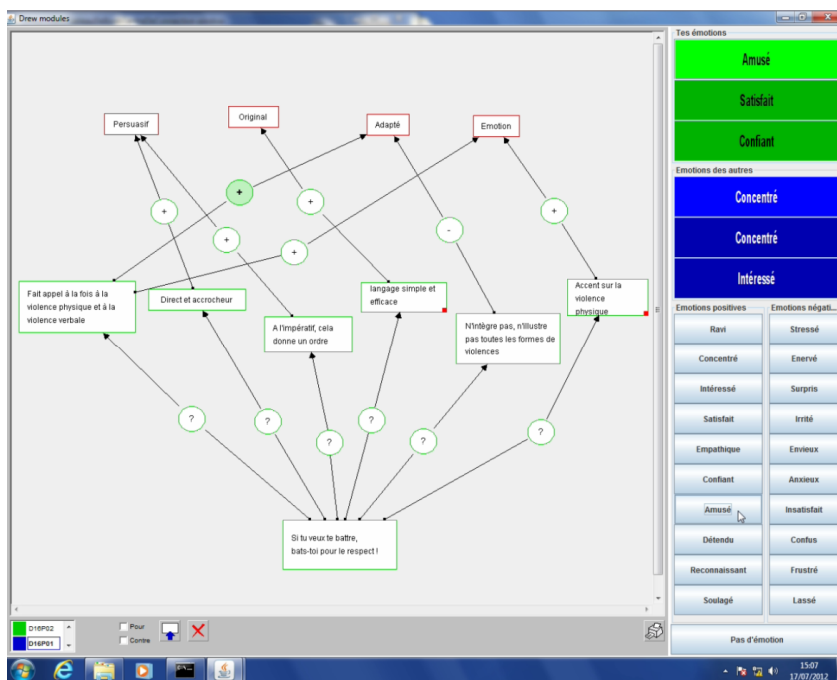 Drew modules
Persuasif
Original
Adapté
Emotion
+
+
+
+
+
-
+
Fait appel à la fois à la
violence physique et à la
violence verbale
Direct et accrocheur
A l'impératif, cela
donne un ordre
langage simple et
efficace
N'intègre pas, n'illustre
pas toutes les formes de
violences
Accent sur la
violence
physique
?
?
?
?
?
?
Si tu veux te battre,
bats-toi pour le respect !
D16P02
D16P01
Pour
Contre
Tes émotions
Amusé
Satisfait
Confiant
Emotions des autres
Concentré
Concentré
Intéressé
Emotions positives
Emotions négati...
Ravi
Stressé
Concentré
Enervé
Intéressé
Surpris
Satisfait
Irrité
Empathique
Envieux
Confiant
Anxieux
Amusé
Insatisfait
Détendu
Confus
Reconnaissant
Frustré
Soulagé
Lassé
Pas d'émotion
15:07
17/07/2012